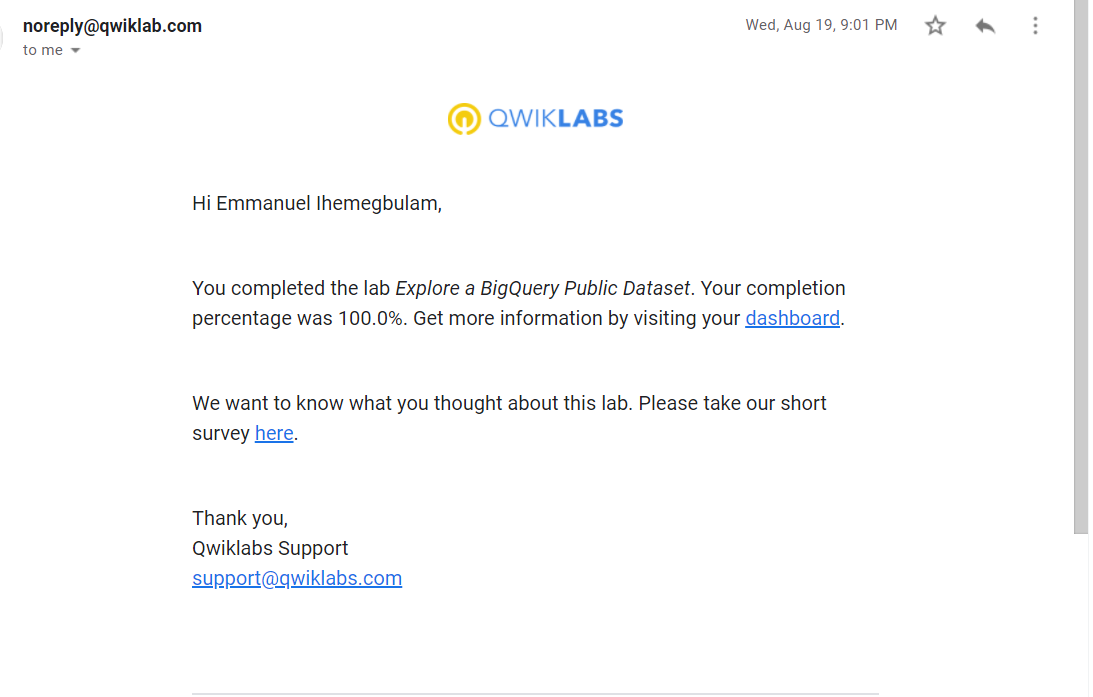 noreply@qwiklab.com
Wed, Aug 19, 9:01 PM
to me
QWIKLABS
Hi Emmanuel Ihemegbulam,
You completed the lab Explore a BigQuery Public Dataset. Your completion
percentage was 100.0%. Get more information by visiting your dashboard.
We want to know what you thought about this lab. Please take our short
survey here.
Thank you,
Qwiklabs Support
support@qwiklabs.com